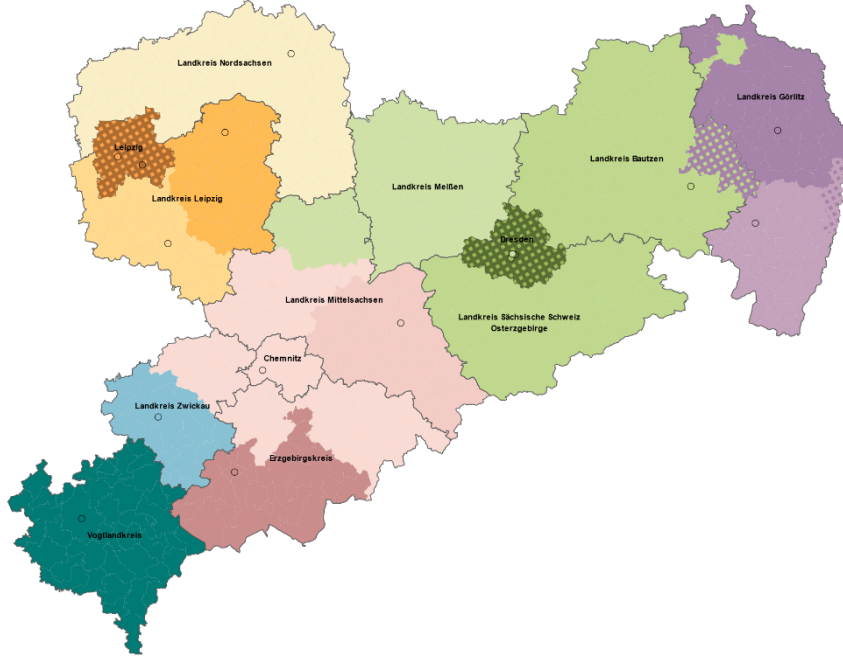 Landkreis Nordsachsen
Landkreis Görlitz
Leipzig
Landkreis Bautzen
Landkreis Meißen
Landkreis Leipzig
Dresden
Landkreis Mittelsachsen
Landkreis Sächsische Schweiz
Osterzgebirge
Chemnitz
Landkreis Zwickau
Erzgebirgskreis
Vogtlandkreis